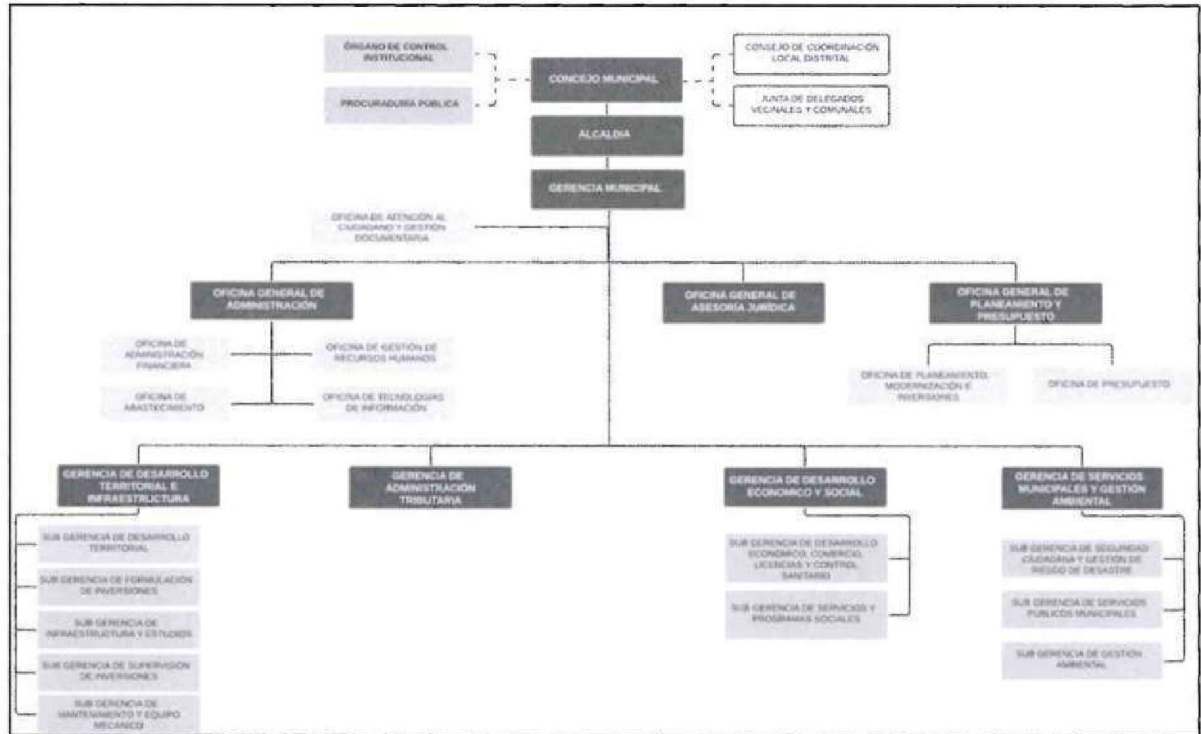 ÓRGANO DE CONTROL
INSTITUCIONAL
CONSEJO DE COORDINACIÓN
LOCAL DISTRITAL
CONCEJO MUNICIPAL
PROCURADURÍA PÚBLICA
JUNTA DE DELEGADOS
VECINALES Y COMUNALES
ALCALDIA
GERENCIA MUNICIPAL
OFICINA DE ATENCIÓN AL
CIUDADANO Y GESTIÓN
DOCUMENTARIA
OFICINA GENERAL DE
ADMINISTRACIÓN
OFICINA GENERAL DE
ASESORÍA JURÍDICA
OFICINA GENERAL DE
PLANEAMIENTO Y
PRESUPUESTO
OFICINA DE
ADMINISTRACIÓN
FINANCIERA
OFICINA DE GESTIÓN DE
RECURSOS HUMANOS
OFICINA DE
ABASTECIMIENTO
OFICINA DE TECNOLOGÍAS
DE INFORMACIÓN
OFICINA DE PLANEAMIENTO,
MODERNIZACIÓN E
INVERSIONES
OFICINA DE PRESUPUESTO
GERENCIA DE DESARROLLO
TERRITORIAL E
INFRAESTRUCTURA
SUB GERENCIA DE DESARROLLO
TERRITORIAL
SUB GERENCIA DE FORMULACIÓN
DE INVERSIONES
SUB GERENCIA DE
INFRAESTRUCTURA Y ESTUDIOS
SUB GERENCIA DE SUPERVISIÓN
DE INVERSIONES
SUB GERENCIA DE
MANTENIMIENTO Y EQUIPO
MECÁNICO
GERENCIA DE
ADMINISTRACIÓN
TRIBUTARIA
GERENCIA DE DESARROLLO
ECONOMICO Y SOCIAL
SUB GERENCIA DE DESARROLLO
ECONOMICO, COMERCIO,
LICENCIAS Y CONTROL
SANITARIO
SUB GERENCIA DE SERVICIOS Y
PROGRAMAS SOCIALES
GERENCIA DE SERVICIOS
MUNICIPALES Y GESTIÓN
AMBIENTAL
SUB GERENCIA DE SEGURIDAD
CIUDADANA Y GESTIÓN DE
RIESGO DE DESASTRE
SUB GERENCIA DE SERVICIOS
PUBLICOS MUNICIPALES
SUB GERENCIA DE GESTIÓN
AMBIENTAL